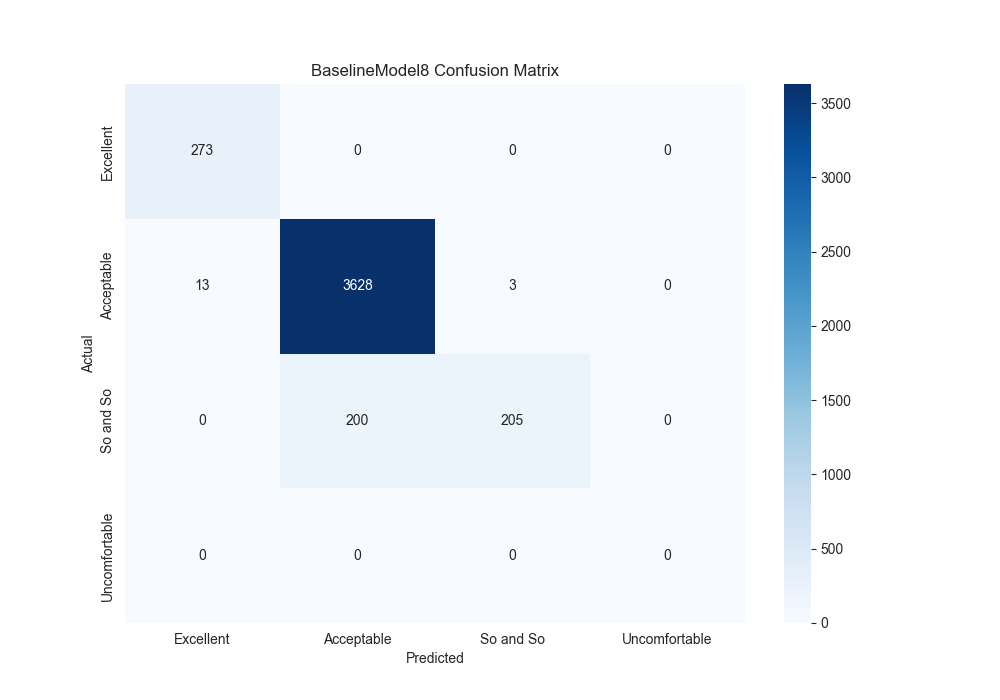 BaselineModel8 Confusion Matrix
Excellent
273 0 0 0
Acceptable
13 3628 3 0
So and So
0 200 205 0
Uncomfortable
0 0 0 0
Actual
Excellent Acceptable So and So Uncomfortable
Predicted
3500
3000
2500
2000
1500
1000
500
0